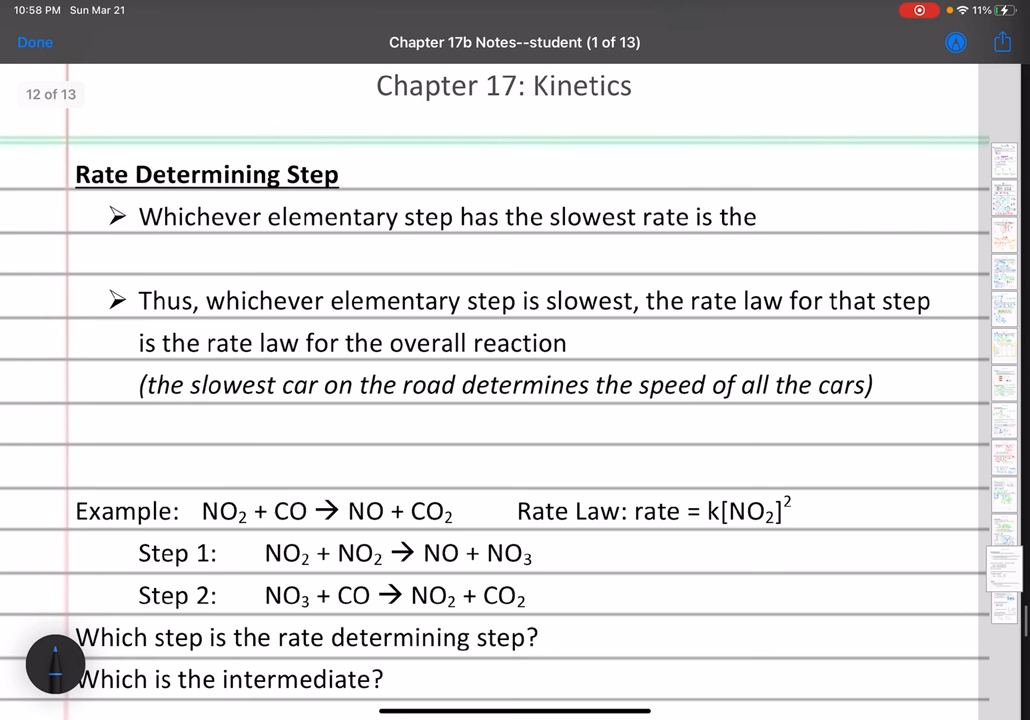 10:58 PM Sun Mar 21
11%
Done
Chapter 17b Notes--student (1 of 13)
12 of 13
Chapter 17: Kinetics
Rate Determining Step
➢ Whichever elementary step has the slowest rate is the
➢ Thus, whichever elementary step is slowest, the rate law for that step
is the rate law for the overall reaction
(the slowest car on the road determines the speed of all the cars)
Example: NO₂ + CO → NO + CO₂ Rate Law: rate = k[NO₂]²
Step 1: NO₂ + NO₂ → NO + NO₃
Step 2: NO₃ + CO → NO₂ + CO₂
Which step is the rate determining step?
Which is the intermediate?